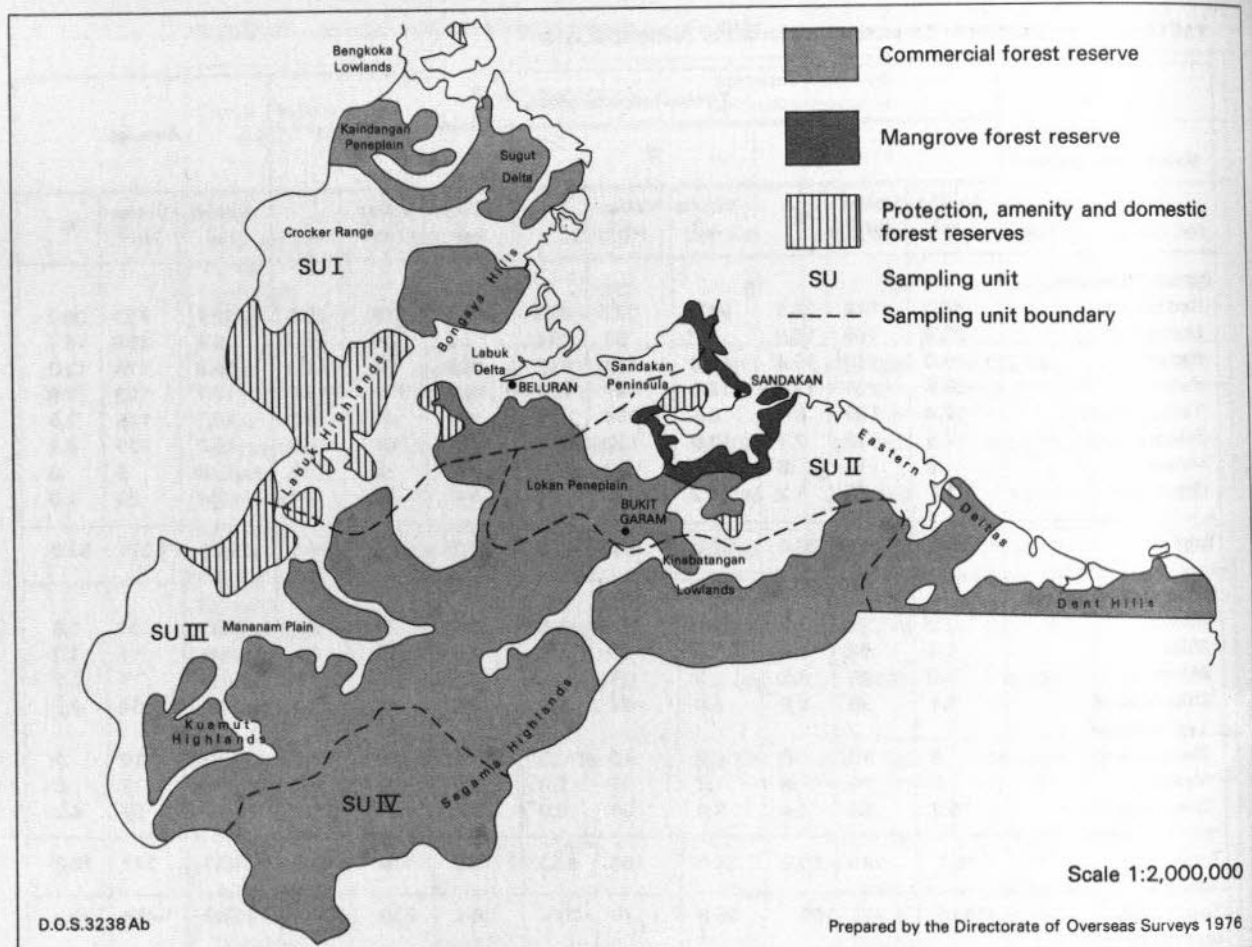 Bengkoka
Lowlands
Kaindangan
Peneplain
Sugut
Delta
Crocker Range
SU I
Bongaya Hills
Labuk
Delta
BELURAN
Sandakan
Peninsula
SANDAKAN
Labuk Highlands
SU II
Eastern
Deltas
Lokan Peneplain
BUKIT
GARAM
Kinabatangan
Lowlands
Dent Hills
SU III
Mananam Plain
Kuamut
Highlands
Segama Highlands
SU IV
Commercial forest reserve
Mangrove forest reserve
Protection, amenity and domestic
forest reserves
SU Sampling unit
Sampling unit boundary
Scale 1:2,000,000
D.O.S.3238Ab
Prepared by the Directorate of Overseas Surveys 1976